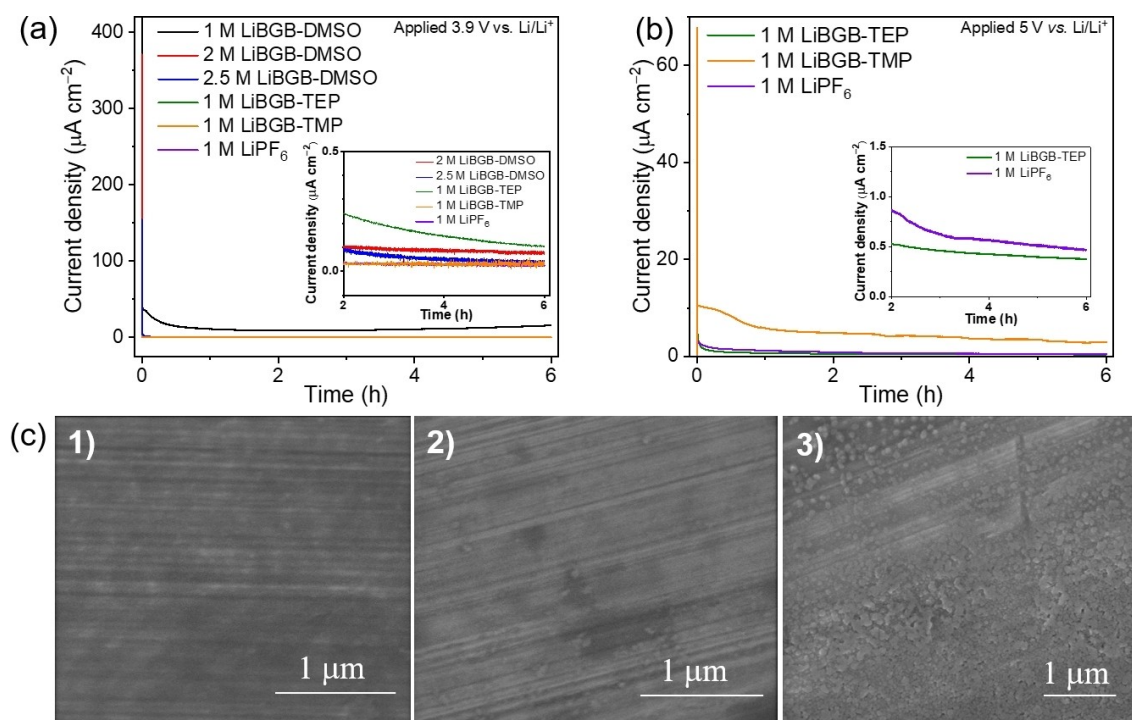 (a)
400
300
200
100
0
Current density (μA cm⁻²)
1 M LiBGB-DMSO
2 M LiBGB-DMSO
2.5 M LiBGB-DMSO
1 M LiBGB-TEP
1 M LiBGB-TMP
1 M LiPF₆
Applied 3.9 V vs. Li/Li⁺
0.5
0.0
Current density (μA cm⁻²)
2 M LiBGB-DMSO
2.5 M LiBGB-DMSO
1 M LiBGB-TEP
1 M LiBGB-TMP
1 M LiPF₆
2 4 6
Time (h)
0 2 4 6
Time (h)
(b)
60
40
20
0
Current density (μA cm⁻²)
Applied 5 V vs. Li/Li⁺
1 M LiBGB-TEP
1 M LiBGB-TMP
1 M LiPF₆
1.5
1.0
0.5
0.0
Current density (μA cm⁻²)
1 M LiBGB-TEP
1 M LiPF₆
2 4 6
Time (h)
0 2 4 6
Time (h)
(c)
1)
1 μm
2)
1 μm
3)
1 μm